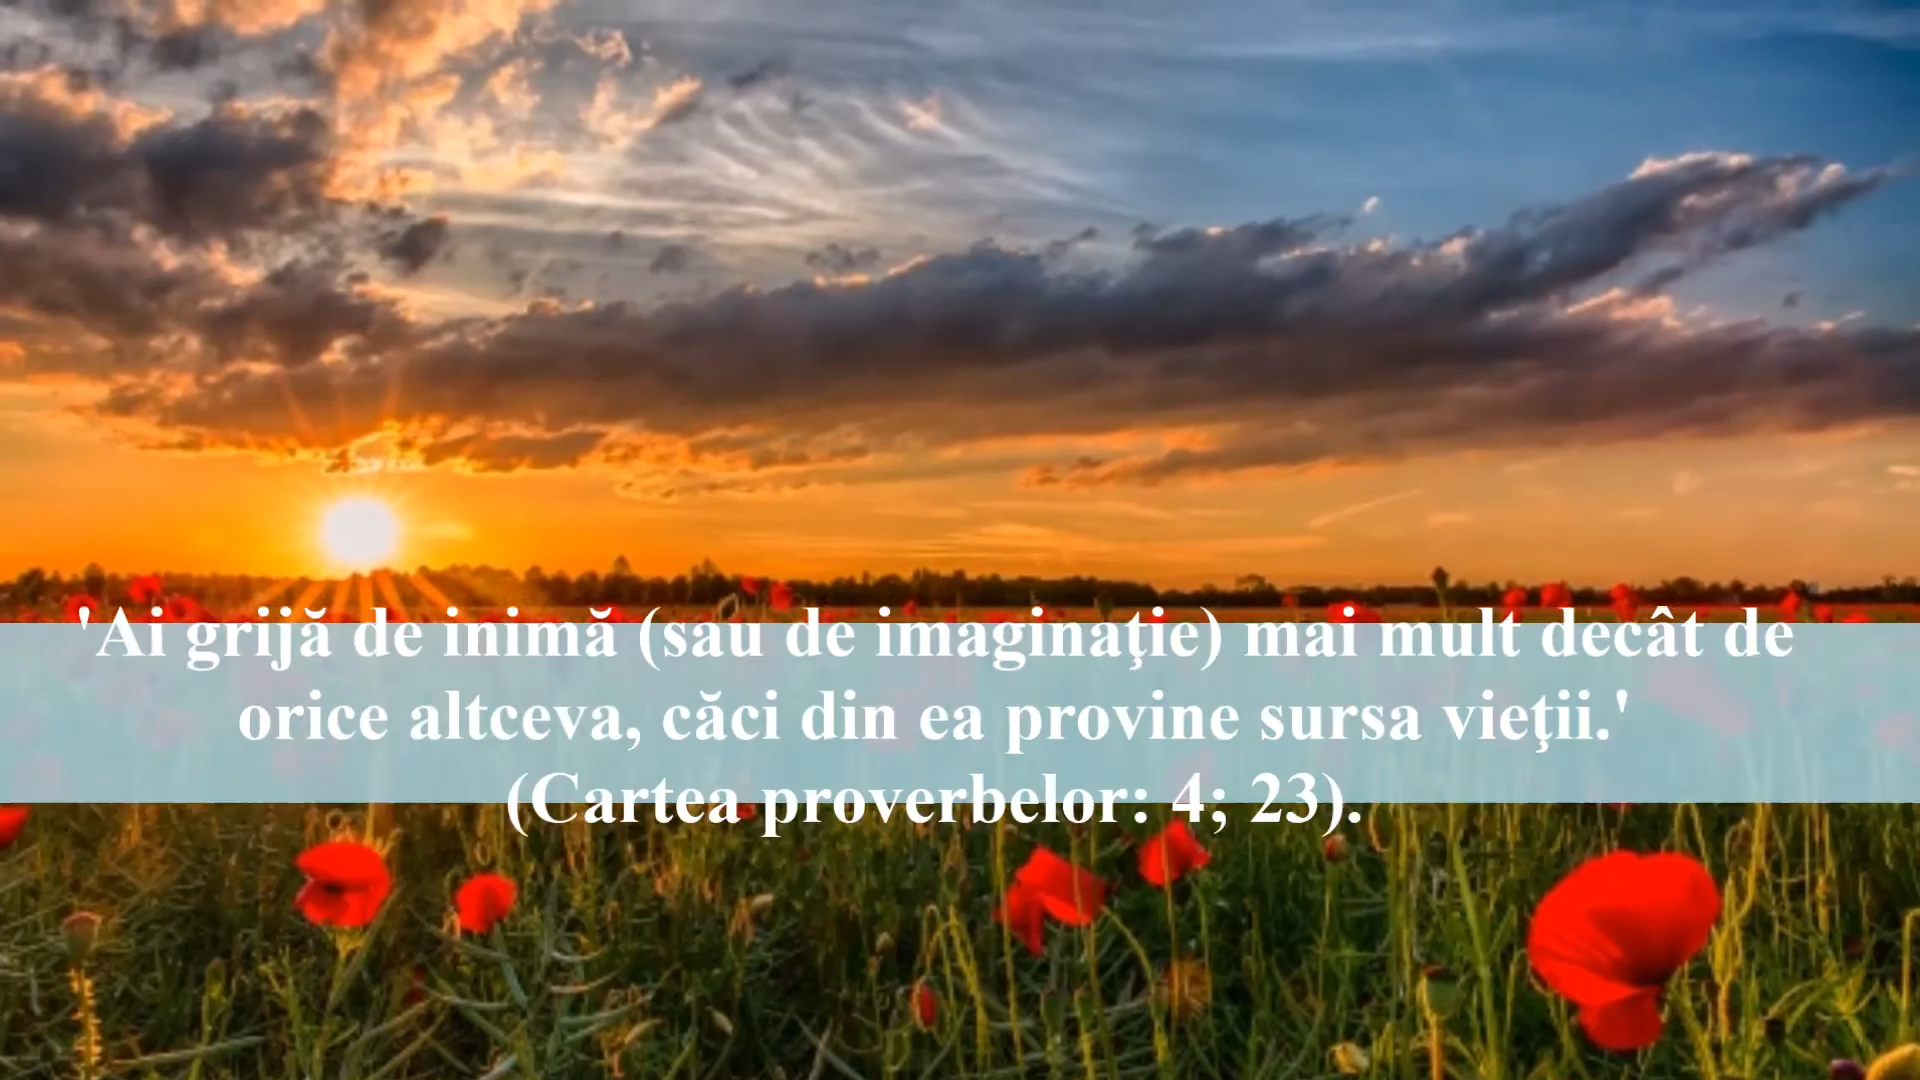 'Ai grijă de inimă (sau de imaginaţie) mai mult decât de
orice altceva, căci din ea provine sursa vieţii.'
(Cartea proverbelor: 4; 23).